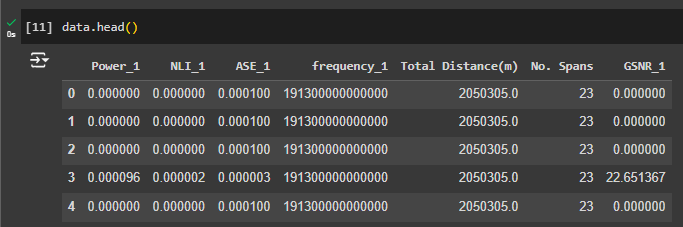 [11] data.head()
0s
Power_1 NLI_1 ASE_1 frequency_1 Total Distance(m) No. Spans GSNR_1
0 0.000000 0.000000 0.000100 191300000000000 2050305.0 23 0.000000
1 0.000000 0.000000 0.000100 191300000000000 2050305.0 23 0.000000
2 0.000000 0.000000 0.000100 191300000000000 2050305.0 23 0.000000
3 0.000096 0.000002 0.000003 191300000000000 2050305.0 23 22.651367
4 0.000000 0.000000 0.000100 191300000000000 2050305.0 23 0.000000